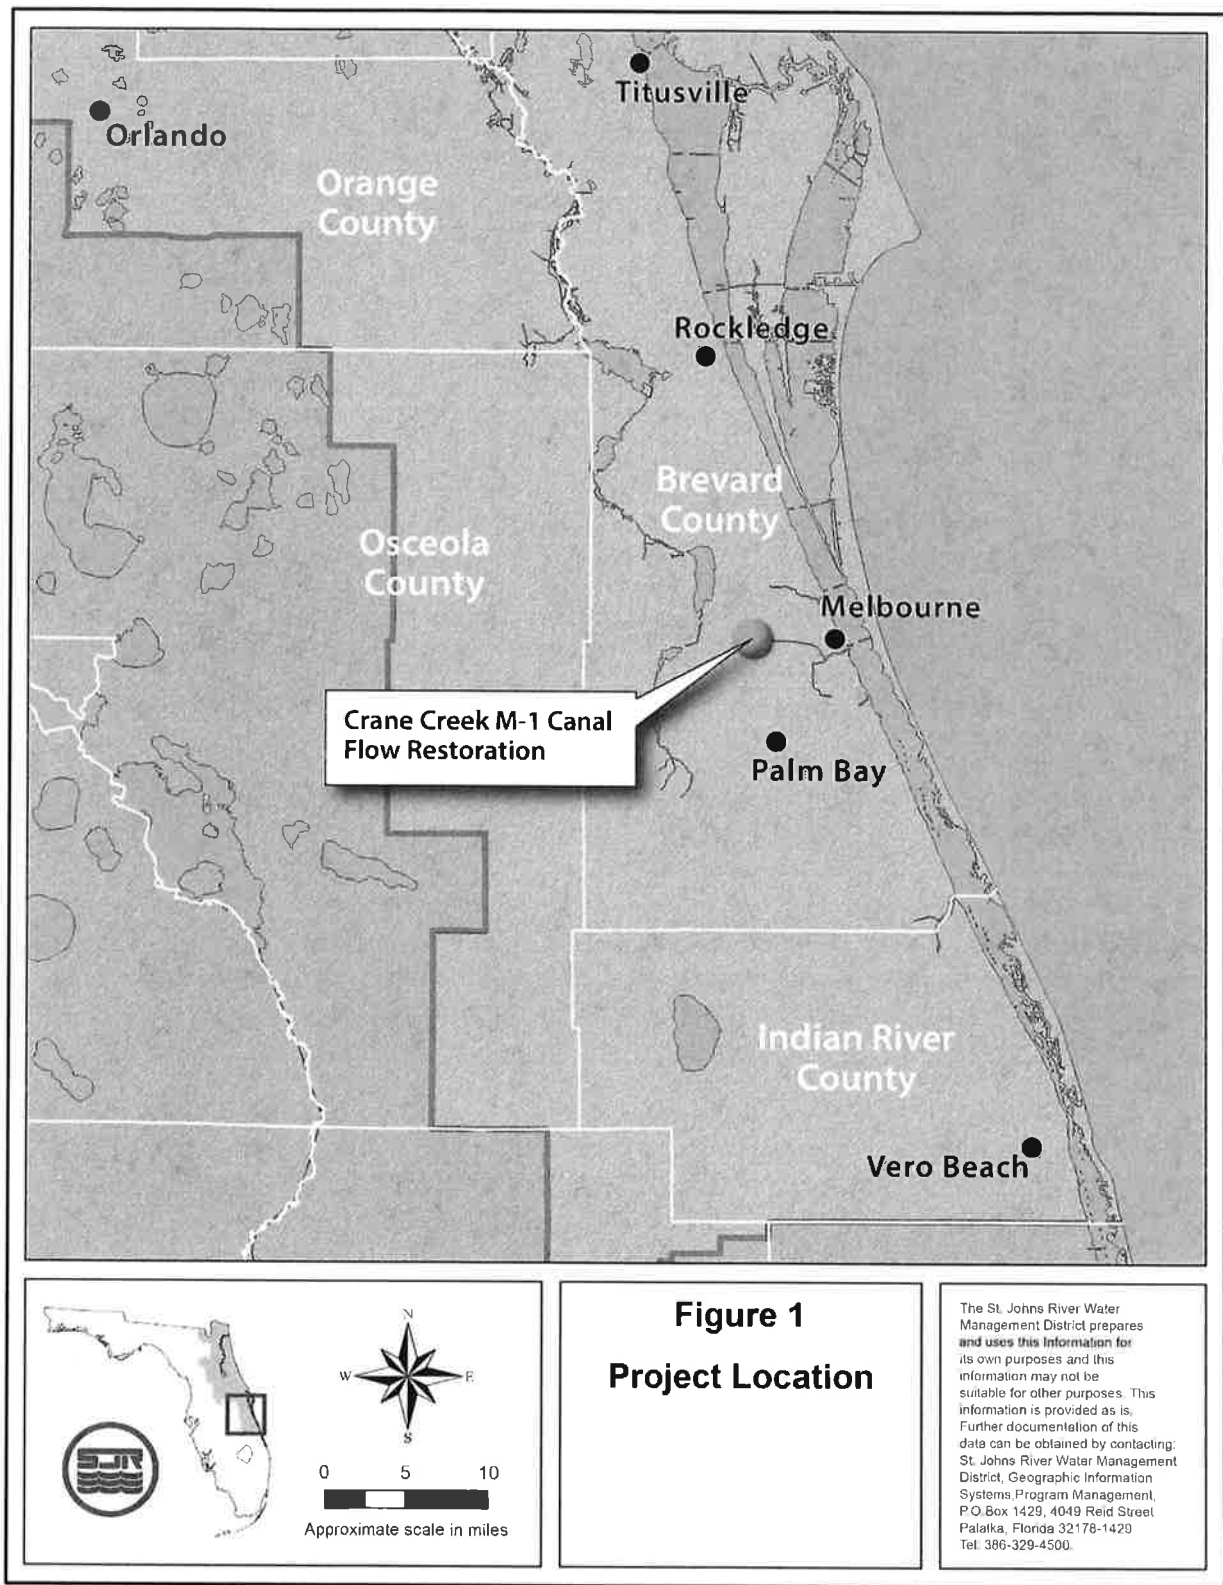 Titusville
Orlando
Orange
County
Rockledge
Brevard
County
Osceola
County
Melbourne
Crane Creek M-1 Canal
Flow Restoration
Palm Bay
Indian River
County
Vero Beach
N
W
E
S
SJR
0 5 10
Approximate scale in miles
Figure 1
Project Location
The St. Johns River Water
Management District prepares
and uses this information for
its own purposes and this
information may not be
suitable for other purposes. This
information is provided as is.
Further documentation of this
data can be obtained by contacting:
St. Johns River Water Management
District, Geographic Information
Systems,Program Management,
P.O.Box 1429, 4049 Reid Street
Palatka, Florida 32178-1429
Tel: 386-329-4500.